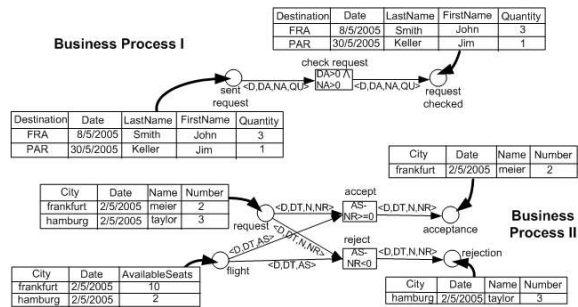 Destination Date LastName FirstName Quantity
FRA 8/5/2005 Smith John 3
PAR 30/5/2005 Keller Jim 1
Business Process I
check request
DA>0 Λ
NA>0
<D,DA,NA,QU>
<D,DA,NA,QU>
sent
request
request
checked
Destination Date LastName FirstName Quantity
FRA 8/5/2005 Smith John 3
PAR 30/5/2005 Keller Jim 1
City Date Name Number
frankfurt 2/5/2005 meier 2
City Date Name Number
frankfurt 2/5/2005 meier 2
hamburg 2/5/2005 taylor 3
accept
<D,DT,N,NR>
AS-
NR>=0
<D,DT,N,NR>
request
acceptance
<D,DT,AS>
<D,DT,N,NR>
Business
Process II
reject
AS-
NR<0
<D,DT,N,NR>
rejection
flight
<D,DT,AS>
City Date AvailableSeats
frankfurt 2/5/2005 10
hamburg 2/5/2005 2
City Date Name Number
hamburg 2/5/2005 taylor 3